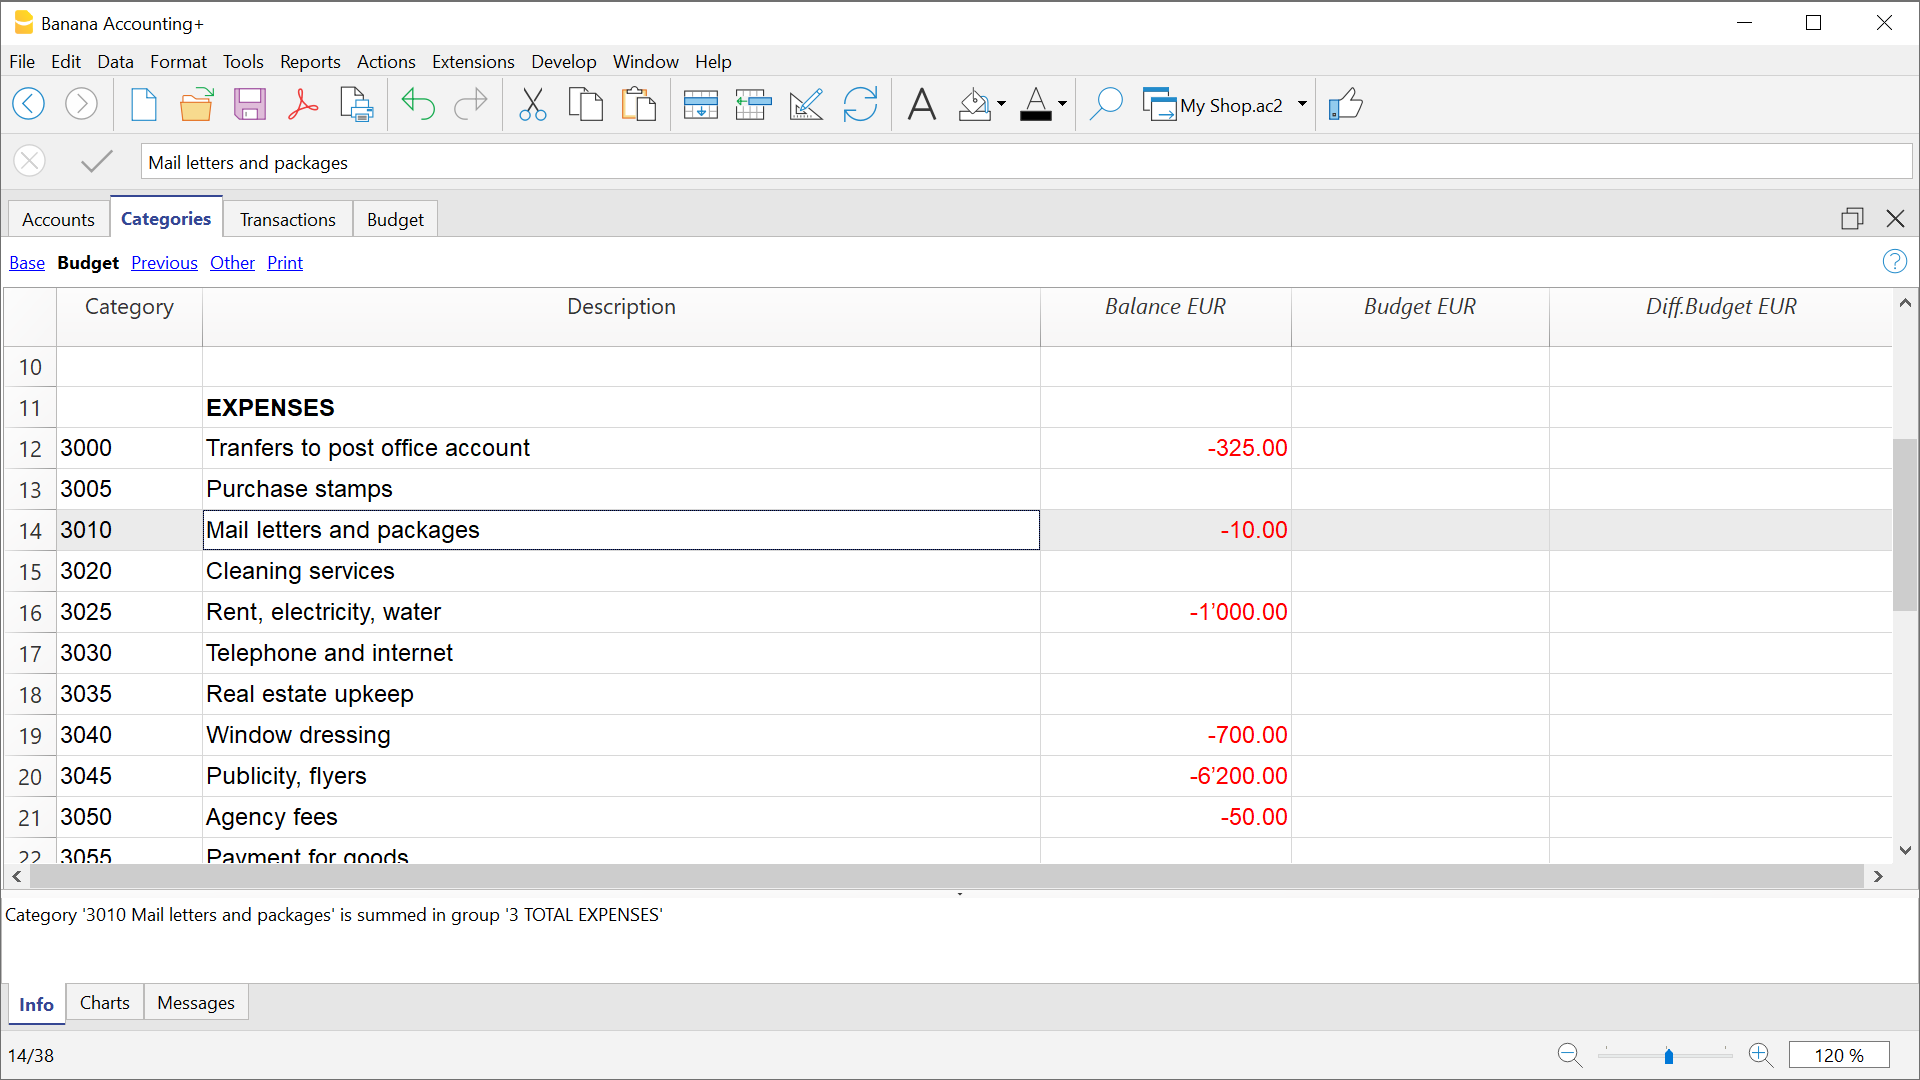 Banana Accounting+
File Edit Data Format Tools Reports Actions Extensions Develop Window Help
My Shop.ac2
Mail letters and packages
Accounts Categories Transactions Budget
Base Budget Previous Other Print
Category Description Balance EUR Budget EUR Diff.Budget EUR
10
11 EXPENSES
12 3000 Tranfers to post office account -325.00
13 3005 Purchase stamps
14 3010 Mail letters and packages -10.00
15 3020 Cleaning services
16 3025 Rent, electricity, water -1’000.00
17 3030 Telephone and internet
18 3035 Real estate upkeep
19 3040 Window dressing -700.00
20 3045 Publicity, flyers -6’200.00
21 3050 Agency fees -50.00
22 3055 Payment for goods
Category '3010 Mail letters and packages' is summed in group '3 TOTAL EXPENSES'
Info Charts Messages
14/38
120 %